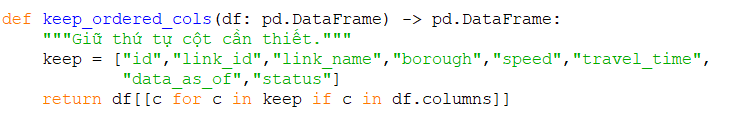 def keep_ordered_cols(df: pd.DataFrame) -> pd.DataFrame:
    """Giữ thứ tự cột cần thiết."""
    keep = ["id","link_id","link_name","borough","speed","travel_time",
            "data_as_of","status"]
    return df[[c for c in keep if c in df.columns]]